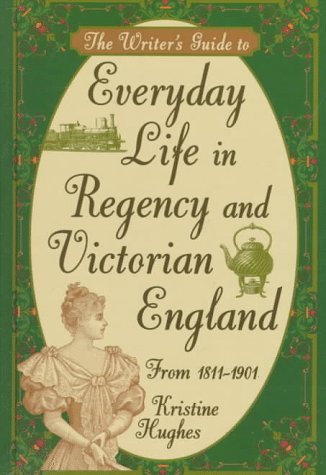 The Writer's Guide to
Everyday
Life in
Regency and
Victorian
England
From 1811-1901
Kristine
Hughes